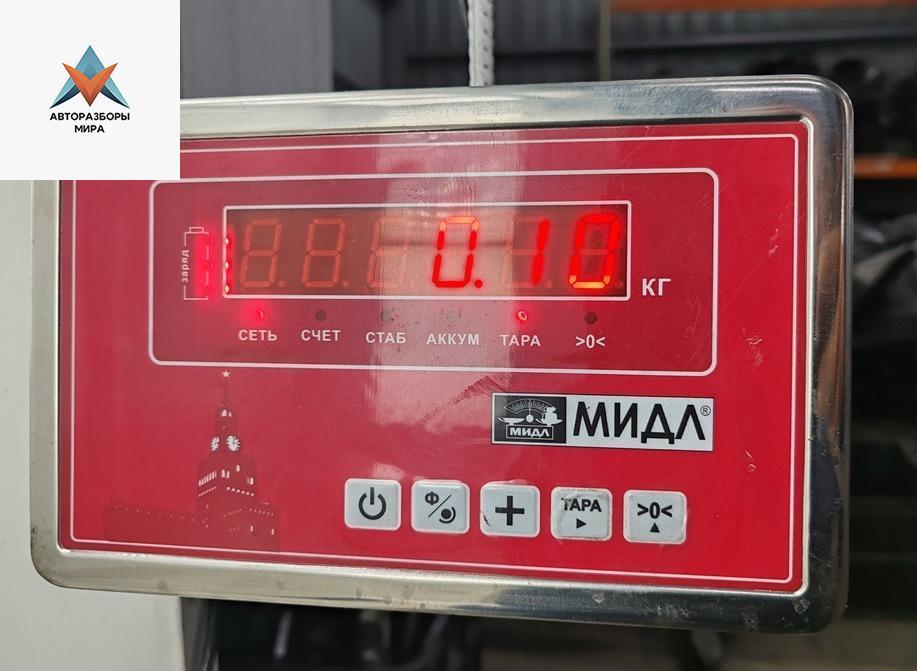 АВТОРАЗБОРЫ
МИРА
заряд
0.10
КГ
СЕТЬ СЧЕТ СТАБ АККУМ ТАРА >0<
МИДЛ МИДЛ®
Ф/ + ТАРА >0<